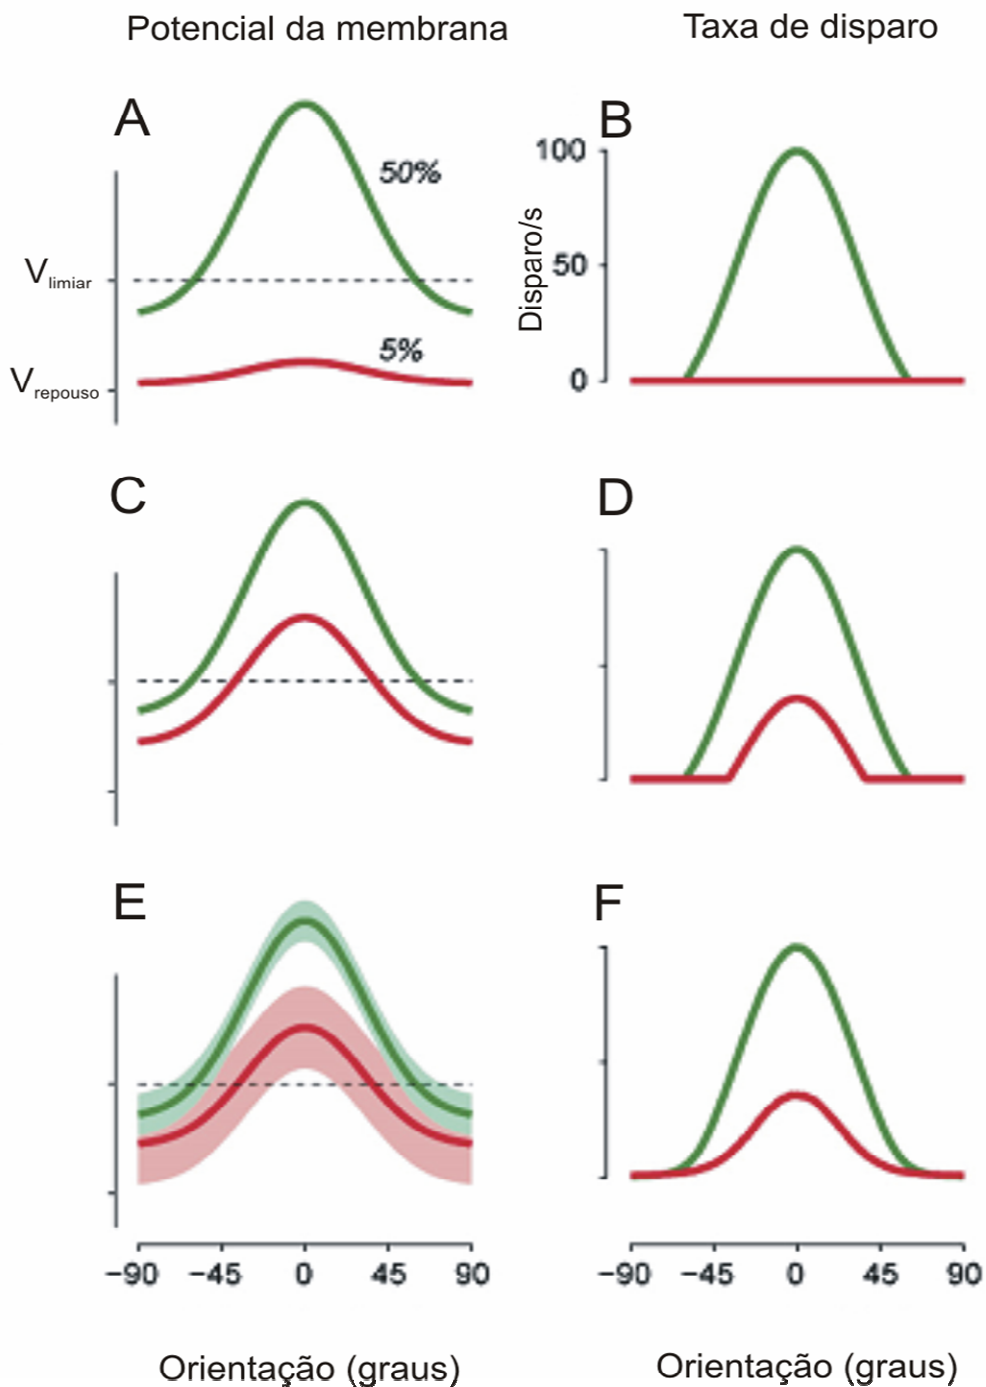 Potencial da membrana
Taxa de disparo
A
50%
V limiar
5%
V repouso
B
100
50
0
Disparo/s
C
D
E
F
−90 −45 0 45 90
−90 −45 0 45 90
Orientação (graus)
Orientação (graus)